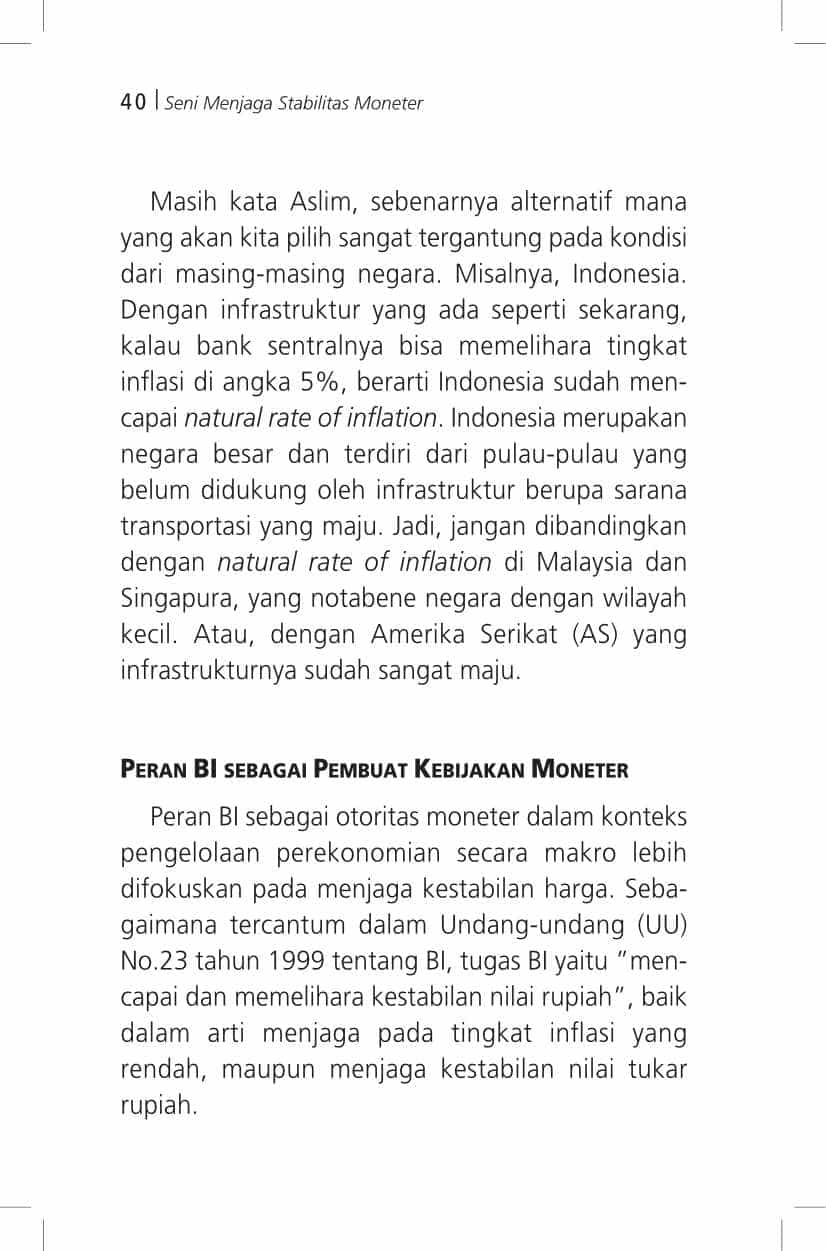 40 | Seni Menjaga Stabilitas Moneter
Masih kata Aslim, sebenarnya alternatif mana
yang akan kita pilih sangat tergantung pada kondisi
dari masing-masing negara. Misalnya, Indonesia.
Dengan infrastruktur yang ada seperti sekarang,
kalau bank sentralnya bisa memelihara tingkat
inflasi di angka 5%, berarti Indonesia sudah men-
capai natural rate of inflation. Indonesia merupakan
negara besar dan terdiri dari pulau-pulau yang
belum didukung oleh infrastruktur berupa sarana
transportasi yang maju. Jadi, jangan dibandingkan
dengan natural rate of inflation di Malaysia dan
Singapura, yang notabene negara dengan wilayah
kecil. Atau, dengan Amerika Serikat (AS) yang
infrastrukturnya sudah sangat maju.
PERAN BI SEBAGAI PEMBUAT KEBIJAKAN MONETER
Peran BI sebagai otoritas moneter dalam konteks
pengelolaan perekonomian secara makro lebih
difokuskan pada menjaga kestabilan harga. Seba-
gaimana tercantum dalam Undang-undang (UU)
No.23 tahun 1999 tentang BI, tugas BI yaitu ”men-
capai dan memelihara kestabilan nilai rupiah”, baik
dalam arti menjaga pada tingkat inflasi yang
rendah, maupun menjaga kestabilan nilai tukar
rupiah.